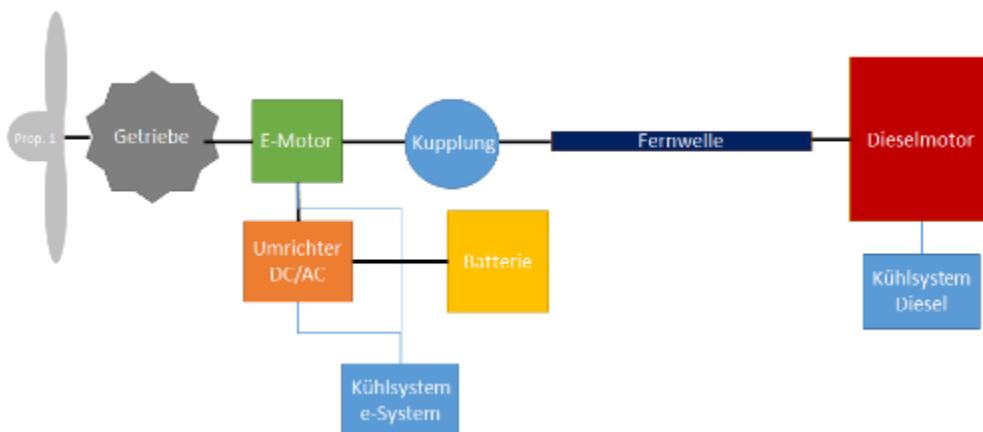 Prop. 1
Getriebe
E-Motor
Kupplung
Fernwelle
Dieselmotor
Umrichter
DC/AC
Batterie
Kühlsystem
Diesel
Kühlsystem
e-System